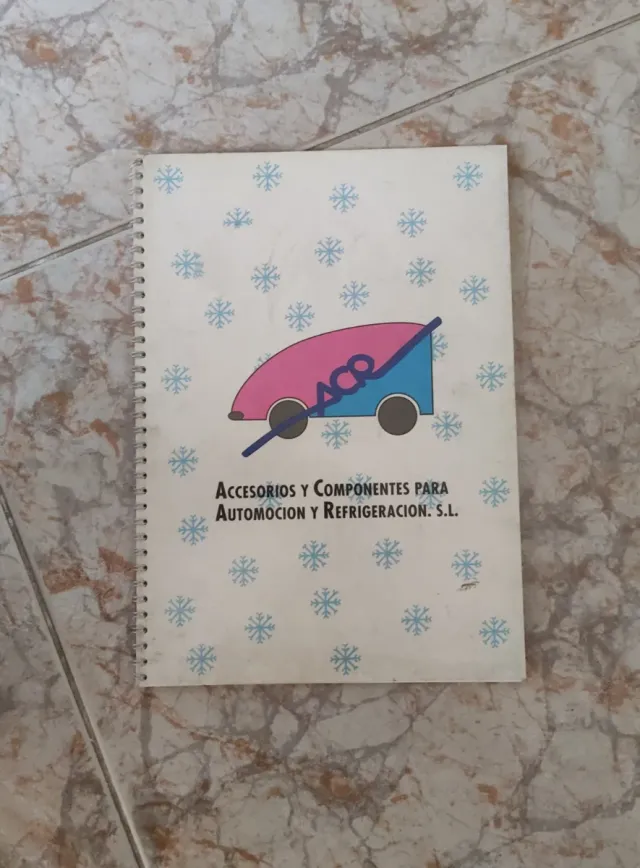 ACR
ACCESORIOS Y COMPONENTES PARA
AUTOMOCION Y REFRIGERACION. S.L.